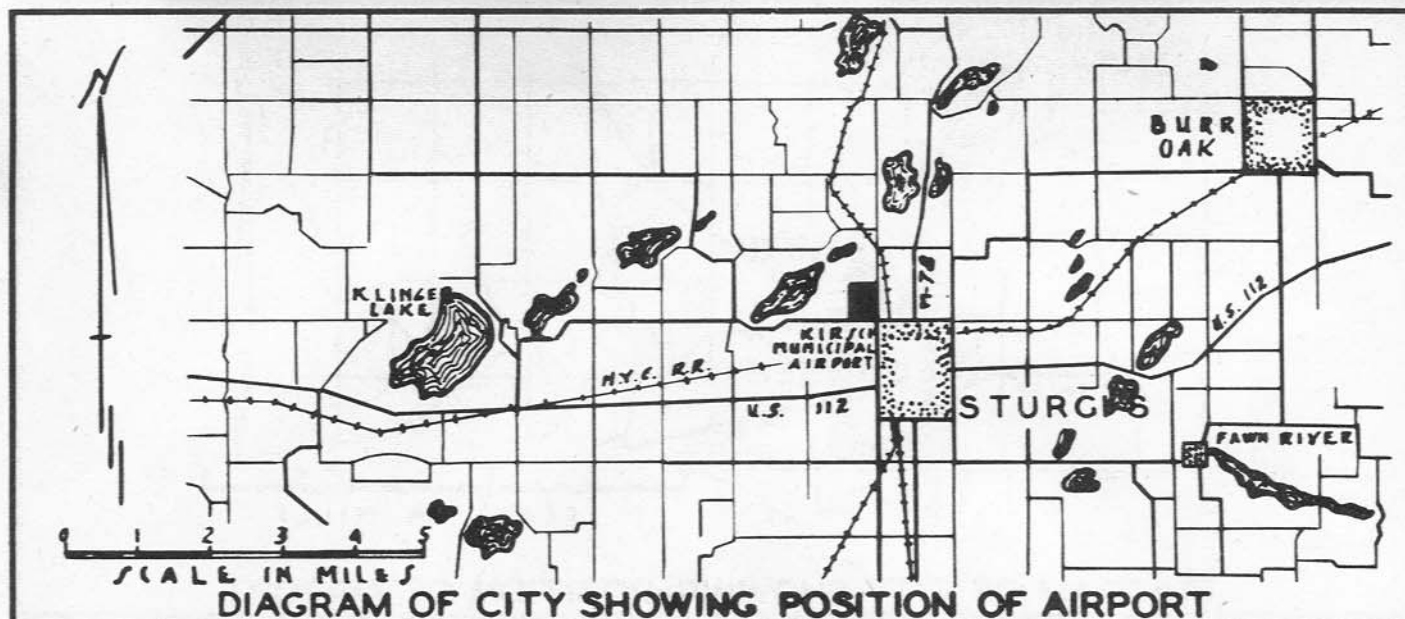 N
BURR
OAK
KLINGE
LAKE
M-78
U.S. 112
KIRSCH
MUNICIPAL
AIRPORT
N.Y.C. R.R.
U.S. 112
STURGIS
FAWN RIVER
0 1 2 3 4 5
SCALE IN MILES
DIAGRAM OF CITY SHOWING POSITION OF AIRPORT